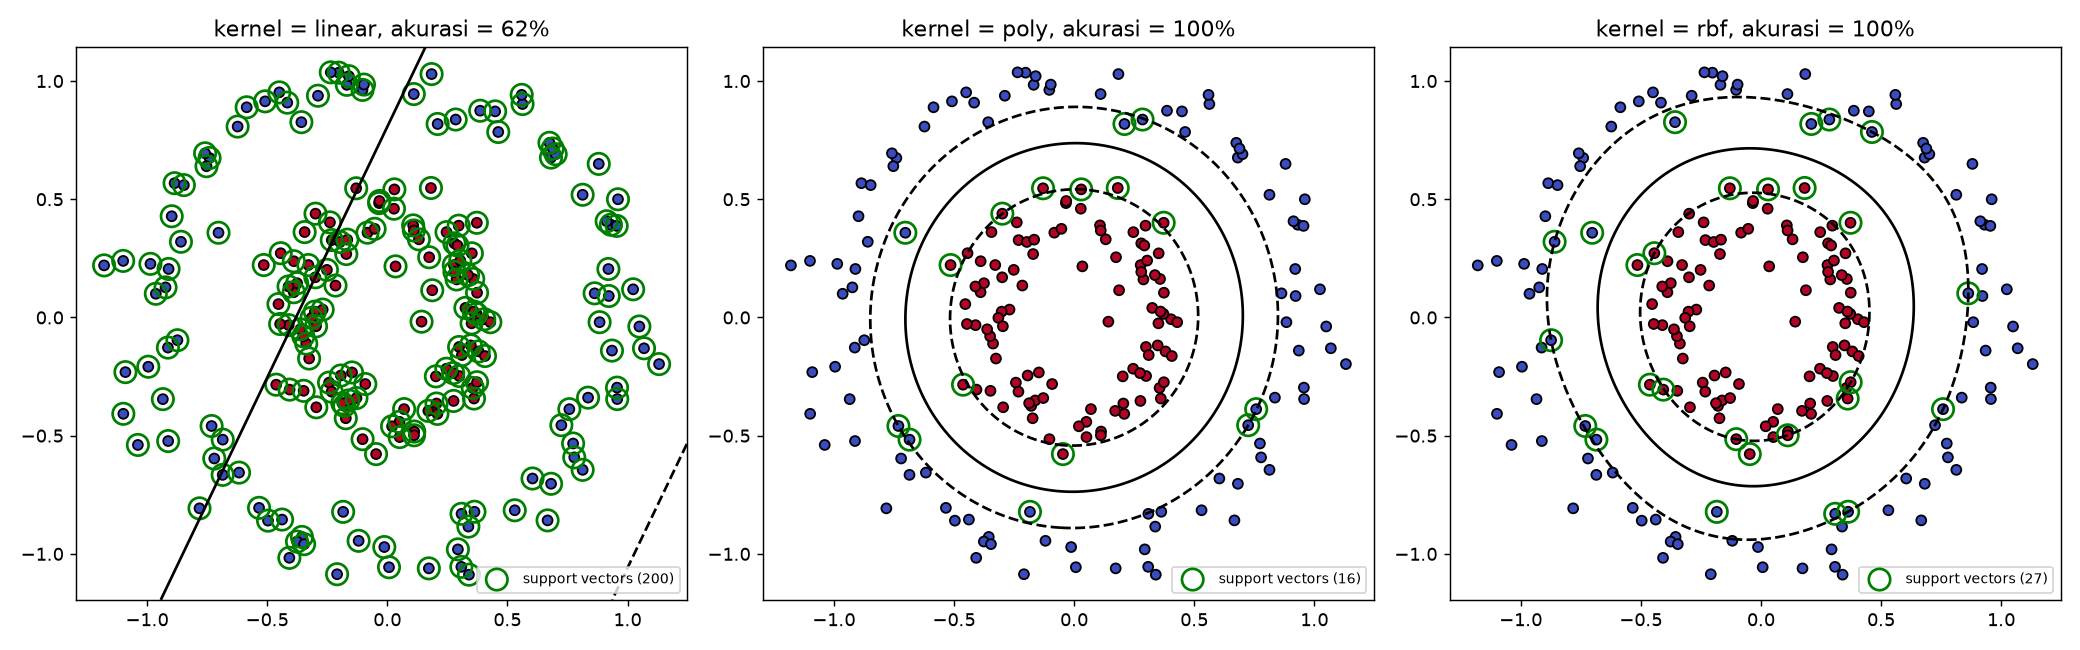 kernel = linear, akurasi = 62%
1.0
0.5
0.0
−0.5
−1.0
−1.0 −0.5 0.0 0.5 1.0
support vectors (200)
kernel = poly, akurasi = 100%
1.0
0.5
0.0
−0.5
−1.0
−1.0 −0.5 0.0 0.5 1.0
support vectors (16)
kernel = rbf, akurasi = 100%
1.0
0.5
0.0
−0.5
−1.0
−1.0 −0.5 0.0 0.5 1.0
support vectors (27)